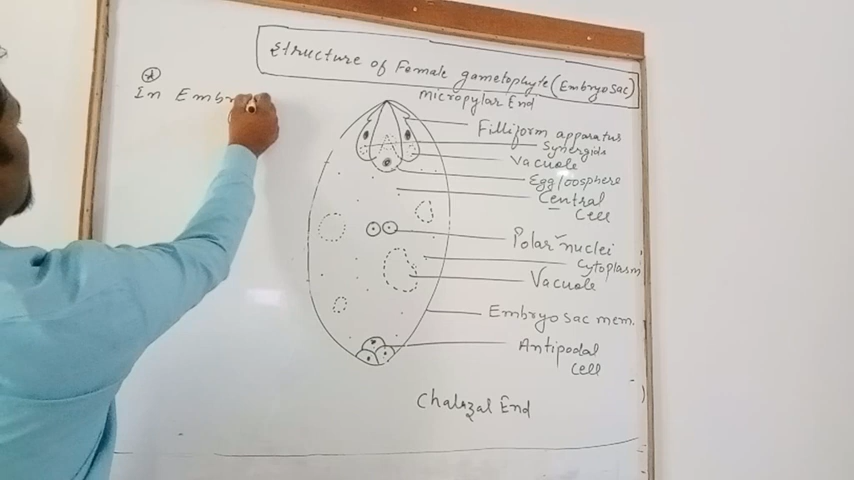 Structure of Female gametophyte (Embryo sac)
(d)
In Embr
Micropylar End
Filliform apparatus
Synergids
Vacuole
Egg/oosphere
Central
Cell
Polar nuclei
Cytoplasm
Vacuole
Embryo sac mem.
Antipodal
Cell
Chalazal End